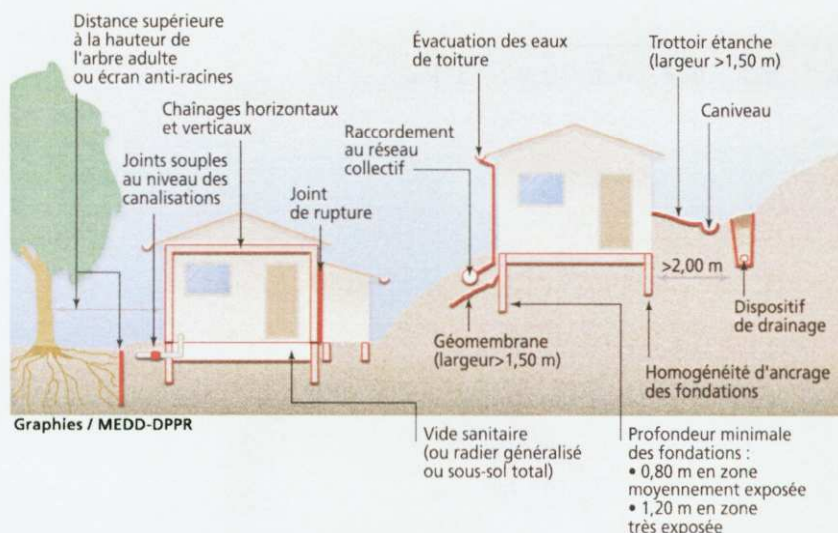 Distance supérieure
à la hauteur de
l'arbre adulte
ou écran anti-racines
Chaînages horizontaux
et verticaux
Joints souples
au niveau des
canalisations
Joint
de rupture
Évacuation des eaux
de toiture
Raccordement
au réseau
collectif
Trottoir étanche
(largeur >1,50 m)
Caniveau
>2,00 m
Géomembrane
(largeur>1,50 m)
Dispositif
de drainage
Homogénéité d'ancrage
des fondations
Graphies / MEDD-DPPR
Vide sanitaire
(ou radier généralisé
ou sous-sol total)
Profondeur minimale
des fondations :
• 0,80 m en zone
moyennement exposée
• 1,20 m en zone
très exposée